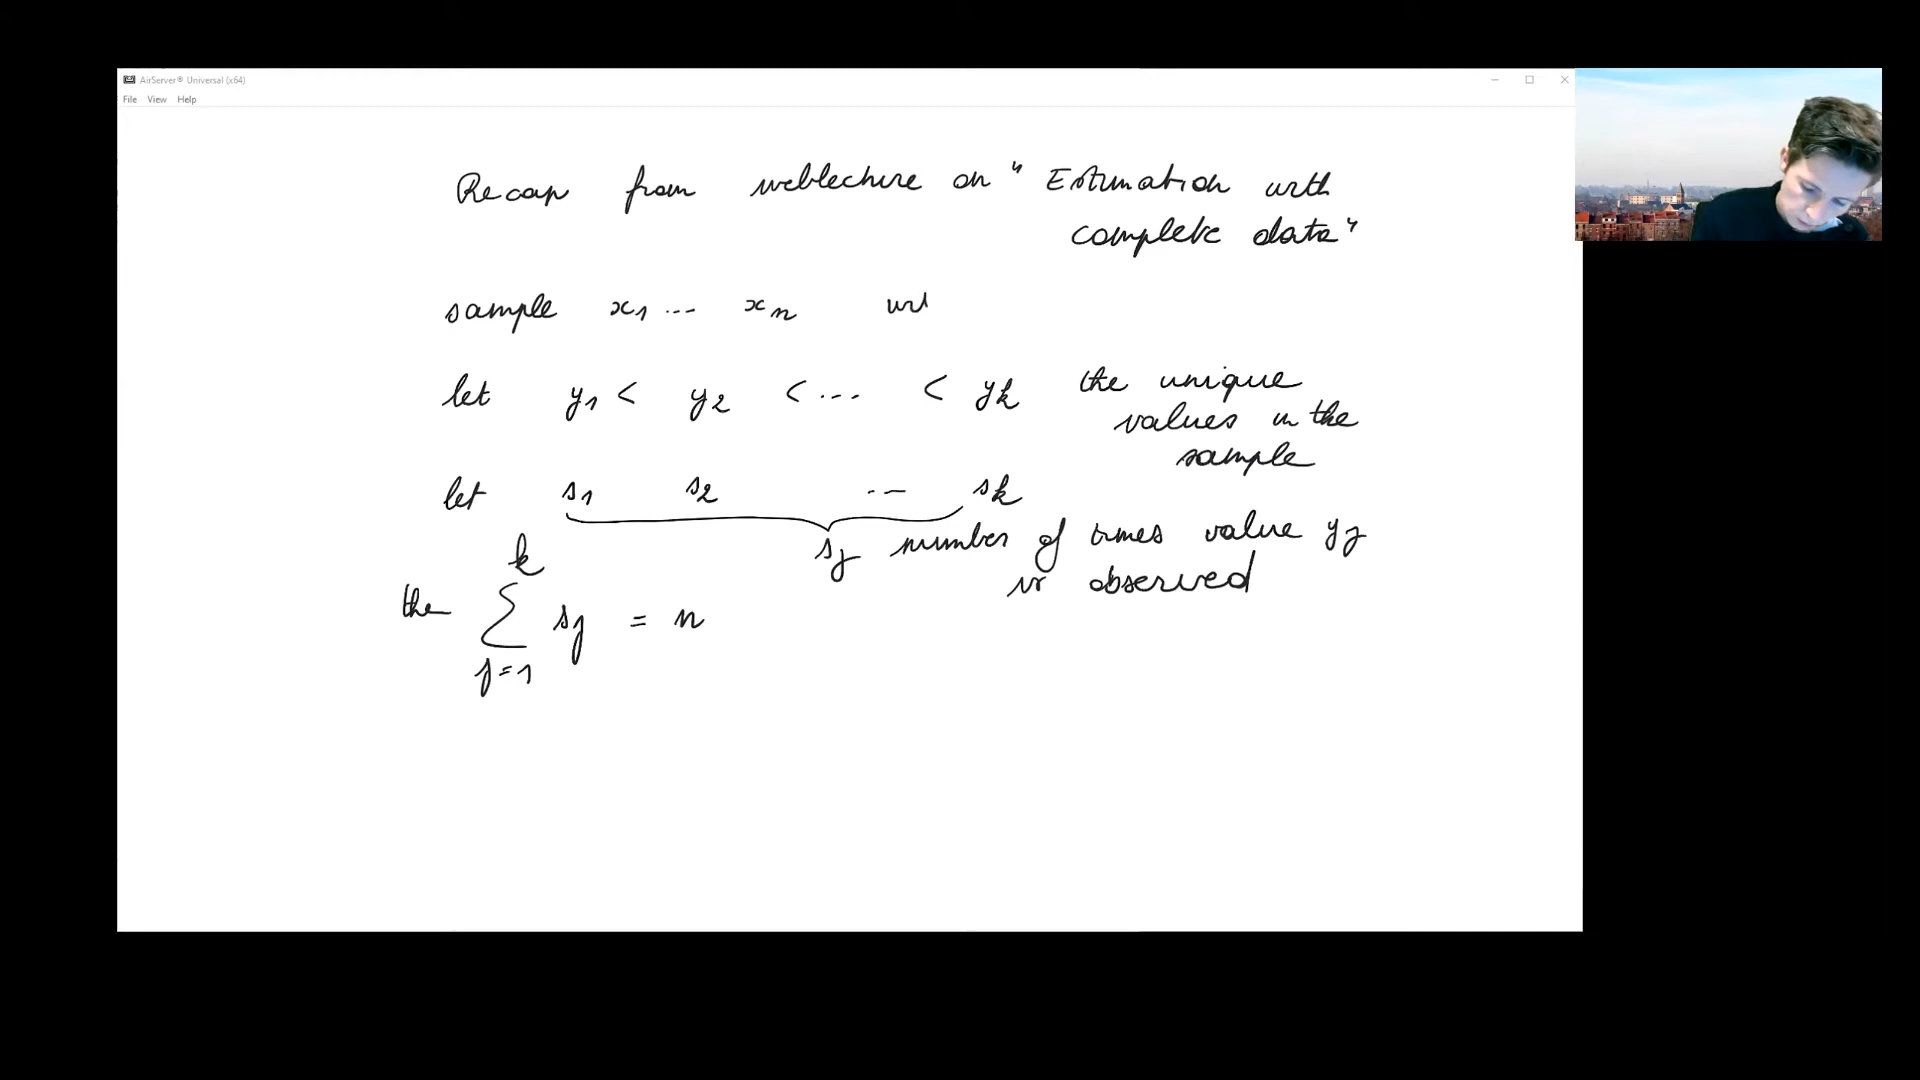 AirServer® Universal (x64)
File View Help
Recap from weblecture on "Estimation with
complete data"
sample x₁ ... xₙ wi
let y₁ < y₂ < ... < yₖ the unique
values in the
sample
let s₁ s₂ ... sₖ
sⱼ number of times value yⱼ
is observed
the ∑ⱼ₌₁ᵏ sⱼ = n